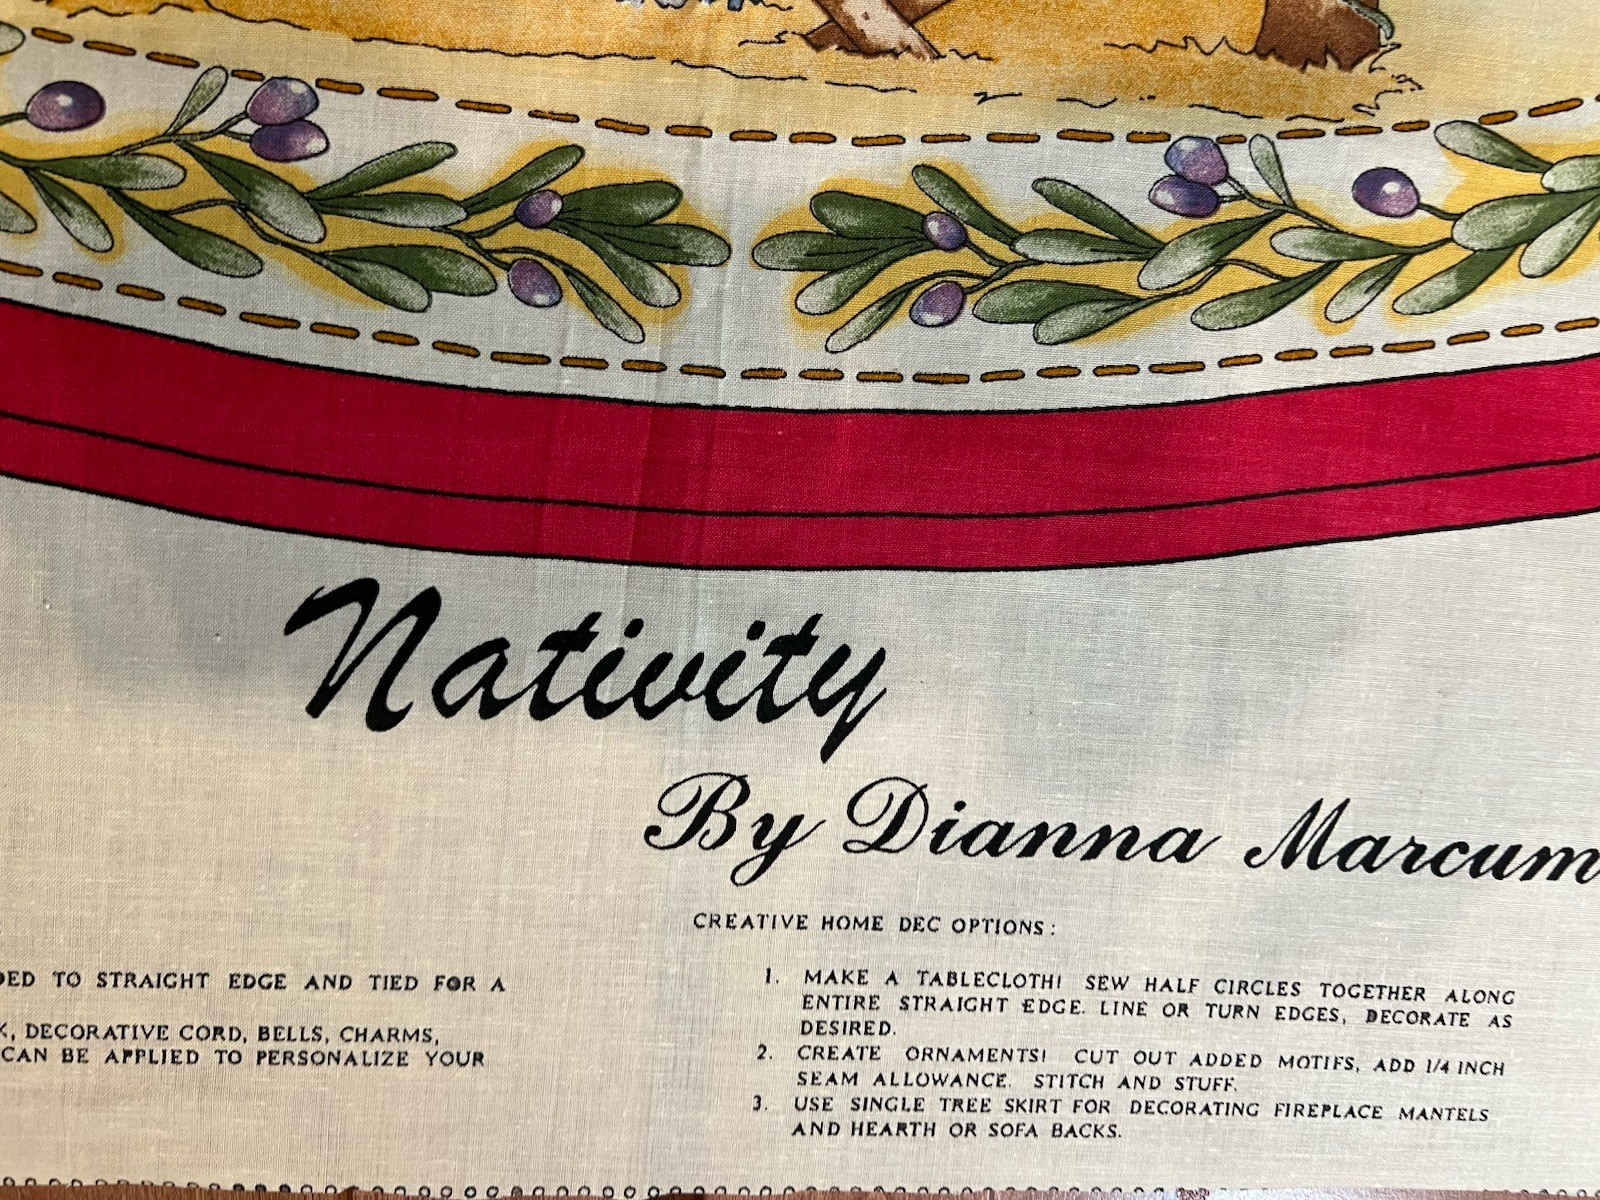 Nativity
By Dianna Marcum
DED TO STRAIGHT EDGE AND TIED FOR A
, DECORATIVE CORD, BELLS, CHARMS,
CAN BE APPLIED TO PERSONALIZE YOUR
CREATIVE HOME DEC OPTIONS:
1. MAKE A TABLECLOTH! SEW HALF CIRCLES TOGETHER ALONG
ENTIRE STRAIGHT EDGE. LINE OR TURN EDGES, DECORATE AS
DESIRED.
2. CREATE ORNAMENTS! CUT OUT ADDED MOTIFS, ADD 1/4 INCH
SEAM ALLOWANCE. STITCH AND STUFF.
3. USE SINGLE TREE SKIRT FOR DECORATING FIREPLACE MANTELS
AND HEARTH OR SOFA BACKS.